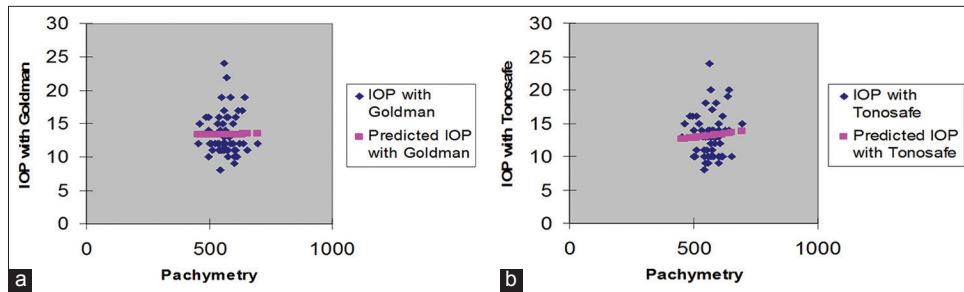 30
25
20
15
10
5
0
IOP with Goldman
0 500 1000
Pachymetry
IOP with
Goldman
Predicted IOP
with Goldman
a
30
25
20
15
10
5
0
IOP with Tonosafe
0 500 1000
Pachymetry
IOP with
Tonosafe
Predicted IOP
with Tonosafe
b